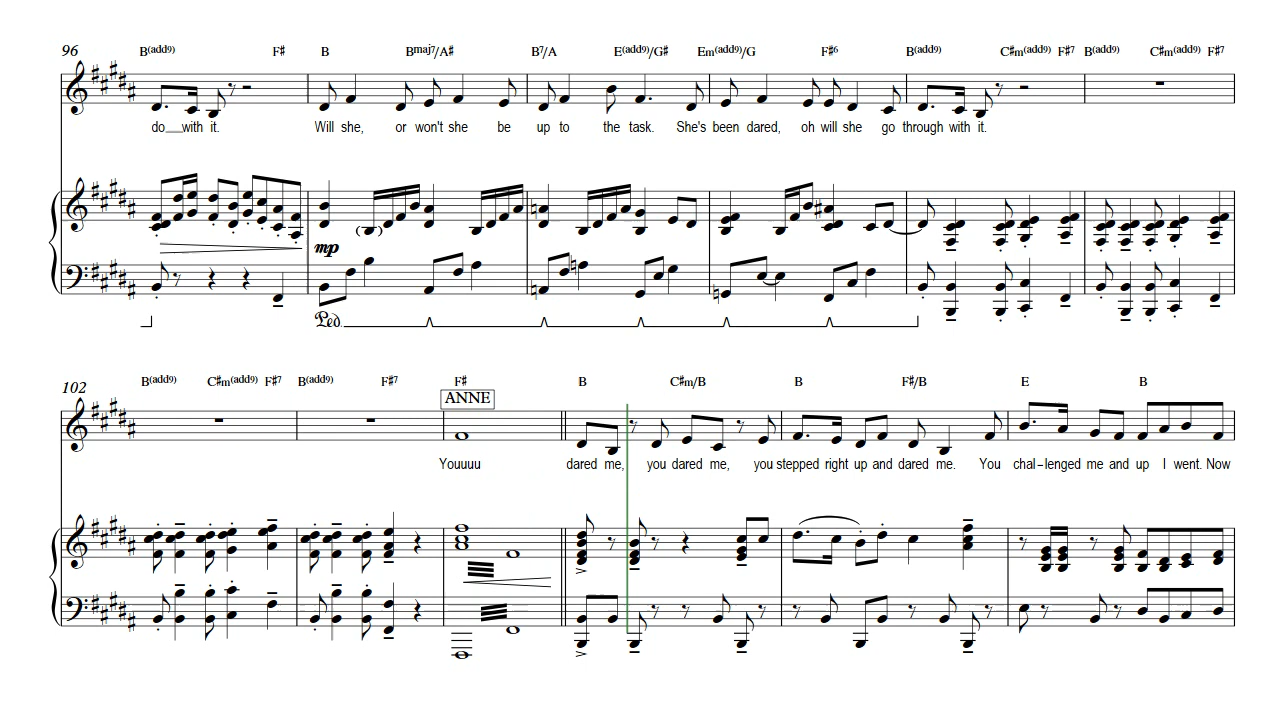 96 B(add9) F♯ B Bmaj7/A♯ B7/A E(add9)/G♯ Em(add9)/G F♯6 B(add9) C♯m(add9) F♯7 B(add9) C♯m(add9) F♯7
do__with it. Will she, or won't she be up to the task. She's been dared, oh will she go through with it.
mp
Ped.
102 B(add9) C♯m(add9) F♯7 B(add9) F♯7 F♯ B C♯m/B B F♯/B E B
ANNE
Youuuu dared me, you dared me, you stepped right up and dared me. You chal-lenged me and up I went. Now